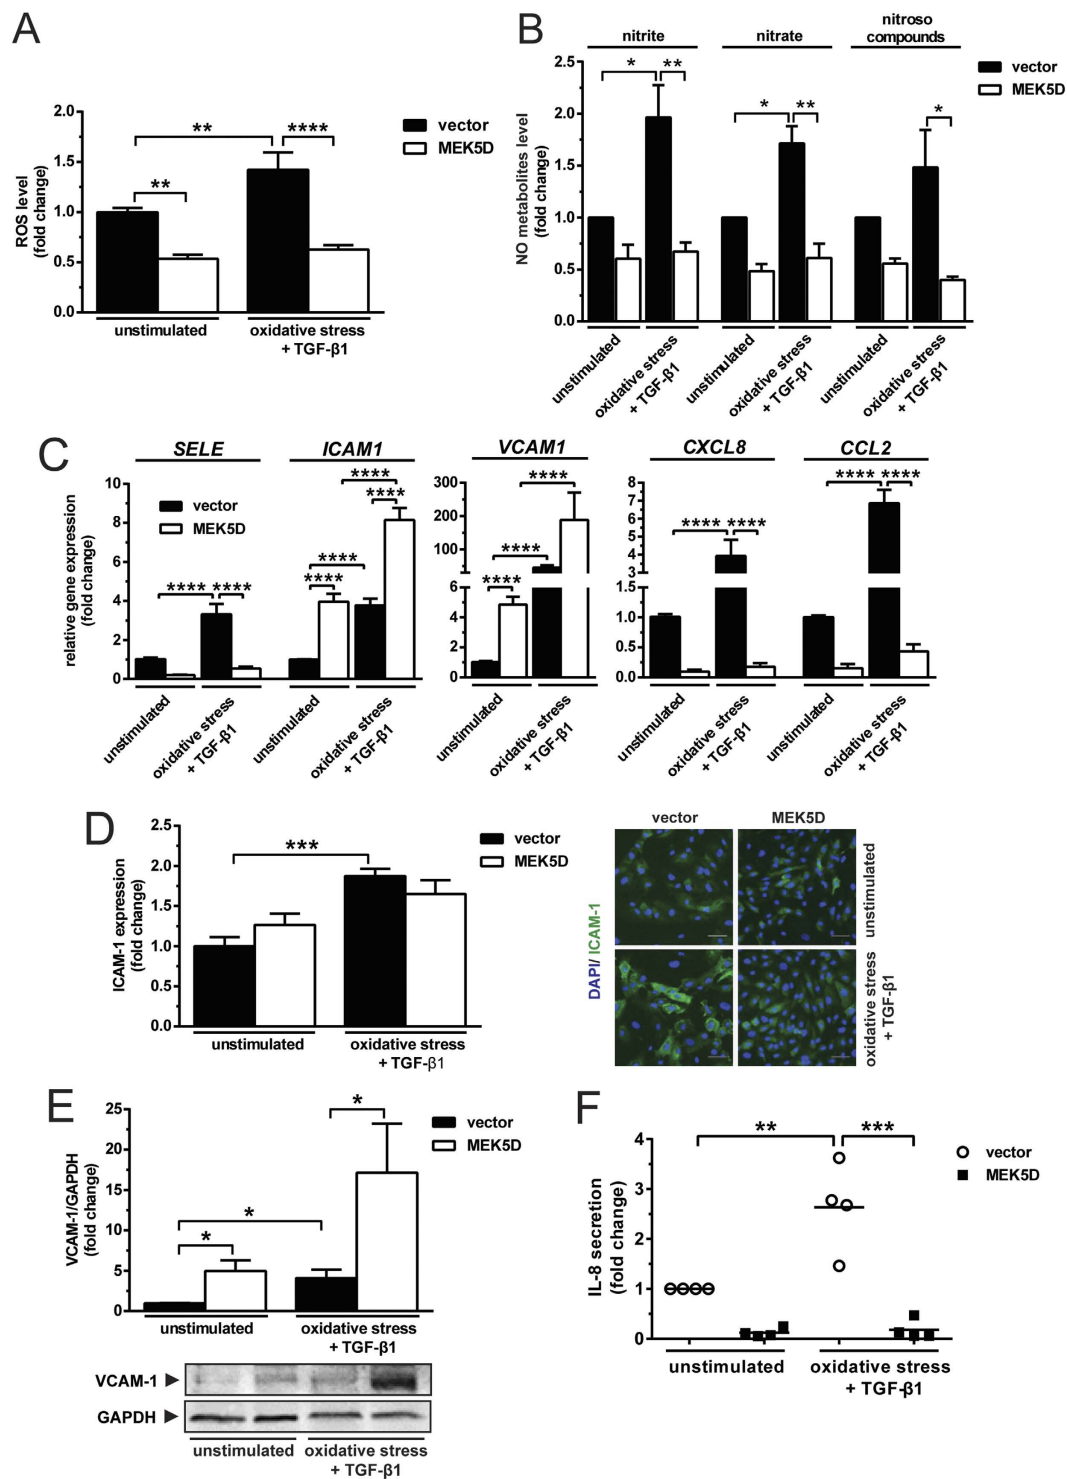 A
ROS level
(fold change)
2.0
1.5
1.0
0.5
0.0
**
****
**
vector
MEK5D
unstimulated
oxidative stress
+ TGF-β1
B
nitrite
nitrate
nitroso
compounds
NO metabolites level
(fold change)
2.5
2.0
1.5
1.0
0.5
0.0
*
**
*
**
*
vector
MEK5D
unstimulated
oxidative stress
+ TGF-β1
unstimulated
oxidative stress
+ TGF-β1
unstimulated
oxidative stress
+ TGF-β1
C
SELE
ICAM1
VCAM1
CXCL8
CCL2
relative gene expression
(fold change)
10
8
6
4
2
0
vector
MEK5D
****
****
****
****
****
****
300
200
100
6
4
2
0
****
****
****
8
7
6
5
4
3
2
1.5
1.0
0.5
0.0
****
****
****
****
unstimulated
oxidative stress
+ TGF-β1
unstimulated
oxidative stress
+ TGF-β1
unstimulated
oxidative stress
+ TGF-β1
unstimulated
oxidative stress
+ TGF-β1
unstimulated
oxidative stress
+ TGF-β1
D
ICAM-1 expression
(fold change)
2.5
2.0
1.5
1.0
0.5
0.0
***
vector
MEK5D
unstimulated
oxidative stress
+ TGF-β1
vector
MEK5D
DAPI/ ICAM-1
unstimulated
oxidative stress
+ TGF-β1
E
VCAM-1/GAPDH
(fold change)
25
20
15
10
5
0
*
*
*
vector
MEK5D
unstimulated
oxidative stress
+ TGF-β1
VCAM-1
GAPDH
unstimulated
oxidative stress
+ TGF-β1
F
IL-8 secretion
(fold change)
4
3
2
1
0
**
***
vector
MEK5D
unstimulated
oxidative stress
+ TGF-β1